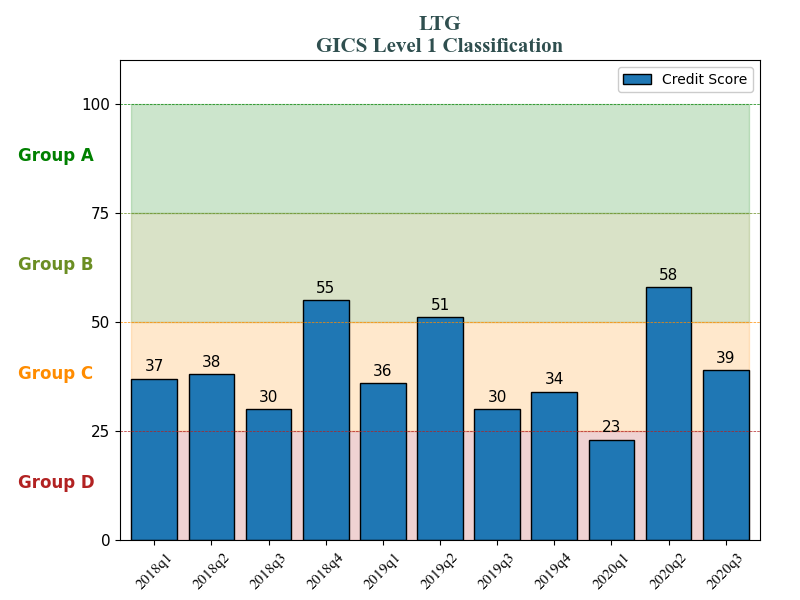 LTG
GICS Level 1 Classification
Credit Score
100
Group A
75
Group B
50
Group C
25
Group D
0
37
38
30
55
36
51
30
34
23
58
39
2018q1
2018q2
2018q3
2018q4
2019q1
2019q2
2019q3
2019q4
2020q1
2020q2
2020q3